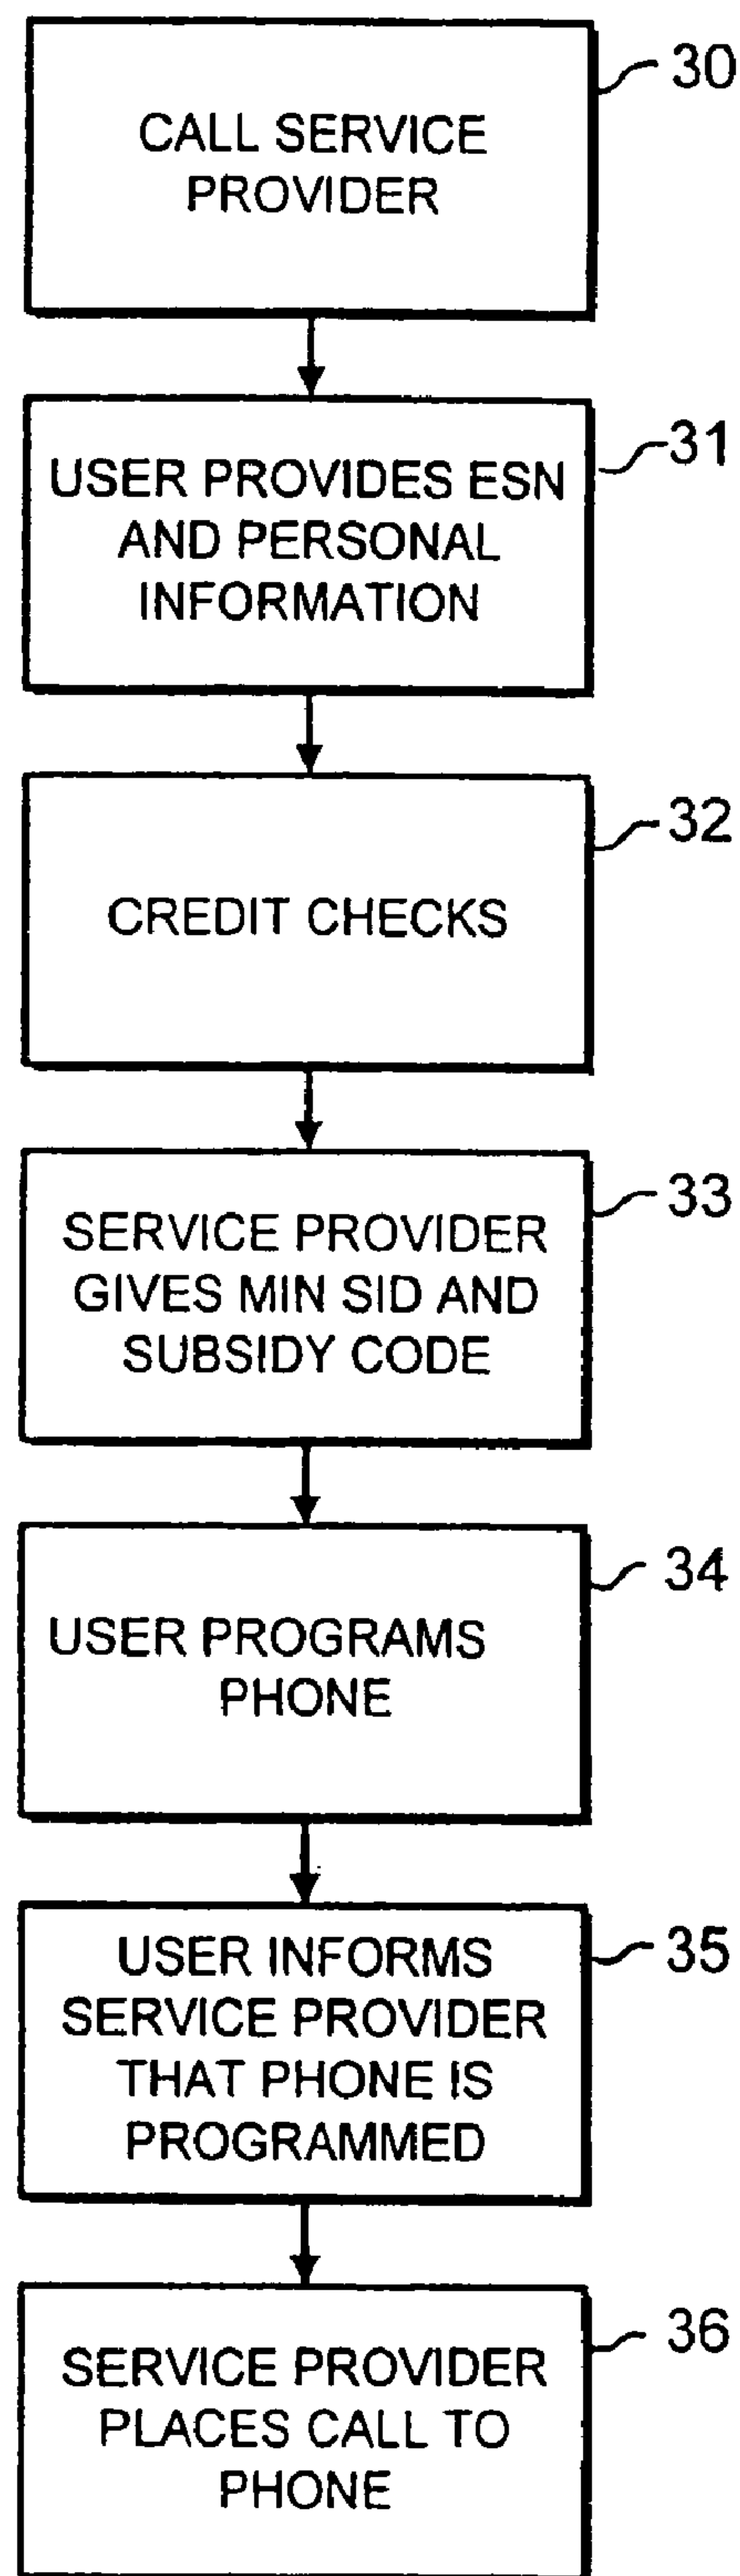 30
CALL SERVICE
PROVIDER
31
USER PROVIDES ESN
AND PERSONAL
INFORMATION
32
CREDIT CHECKS
33
SERVICE PROVIDER
GIVES MIN SID AND
SUBSIDY CODE
34
USER PROGRAMS
PHONE
35
USER INFORMS
SERVICE PROVIDER
THAT PHONE IS
PROGRAMMED
36
SERVICE PROVIDER
PLACES CALL TO
PHONE